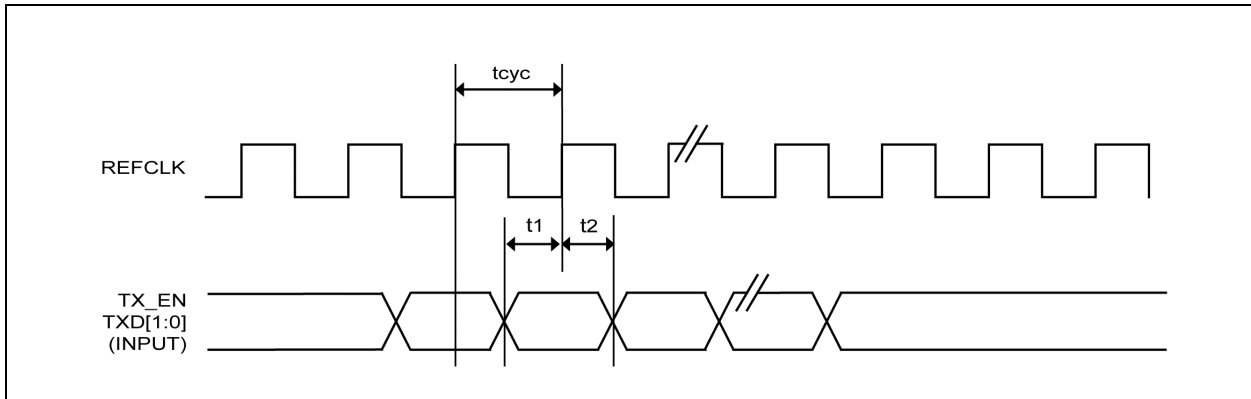 tcyc
REFCLK
t1
t2
TX_EN
TXD[1:0]
(INPUT)